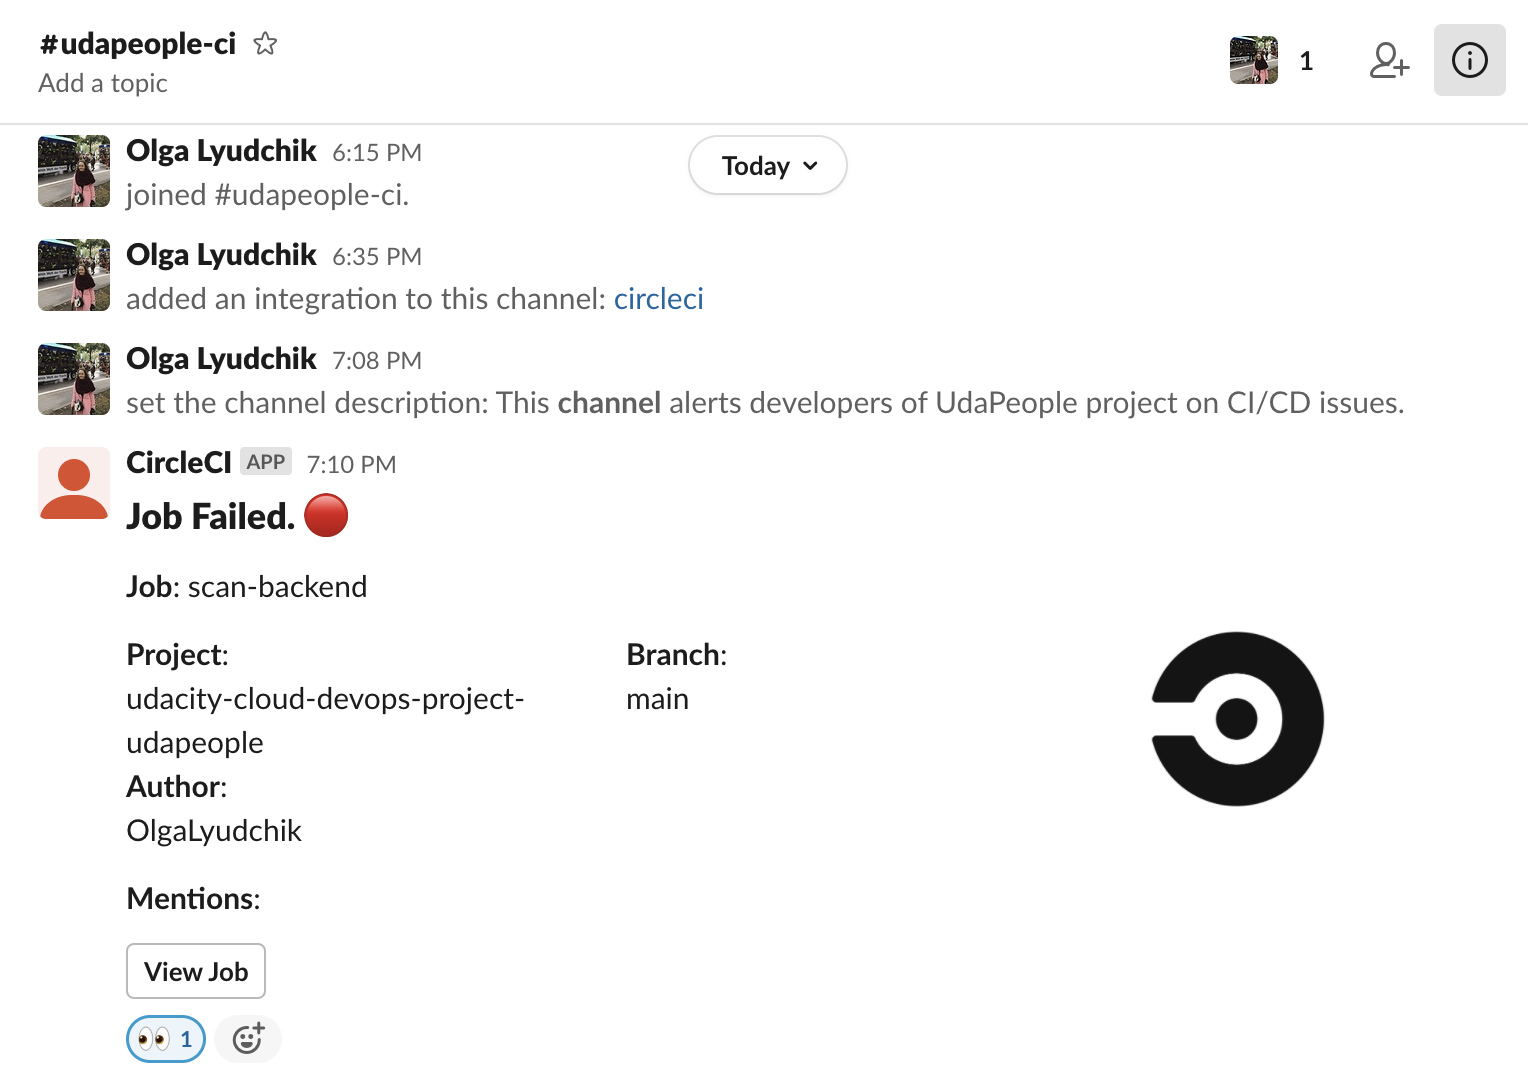 #udapeople-ci
Add a topic
1
Olga Lyudchik 6:15 PM
joined #udapeople-ci.
Today
Olga Lyudchik 6:35 PM
added an integration to this channel: circleci
Olga Lyudchik 7:08 PM
set the channel description: This channel alerts developers of UdaPeople project on CI/CD issues.
CircleCI APP 7:10 PM
Job Failed.
Job: scan-backend
Project:
udacity-cloud-devops-project-
udapeople
Branch:
main
Author:
OlgaLyudchik
Mentions:
View Job
1